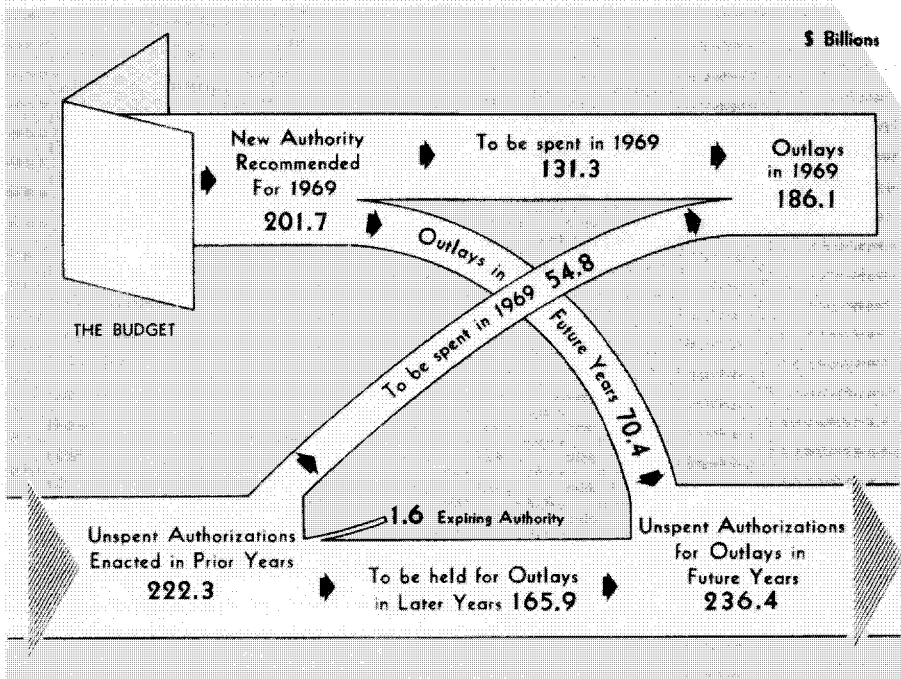 $ Billions
New Authority
Recommended
For 1969
201.7
To be spent in 1969
131.3
Outlays
in 1969
186.1
Outlays in
Future Years 70.4
To be spent in 1969 54.8
THE BUDGET
1.6 Expiring Authority
Unspent Authorizations
Enacted in Prior Years
222.3
To be held for Outlays
in Later Years 165.9
Unspent Authorizations
for Outlays in
Future Years
236.4